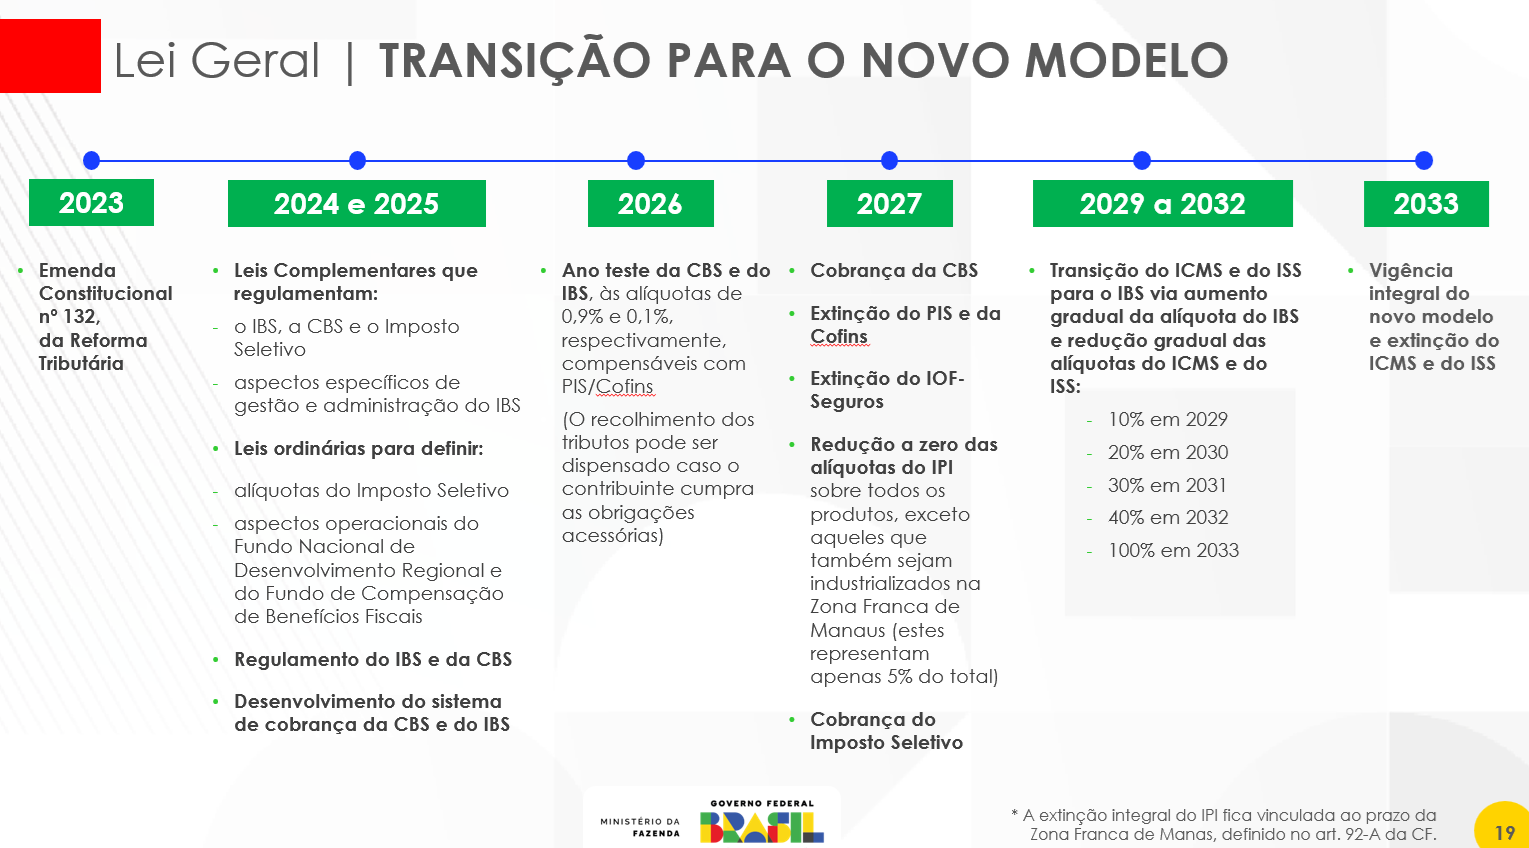 Lei Geral | TRANSIÇÃO PARA O NOVO MODELO
2023
• Emenda
Constitucional
nº 132,
da Reforma
Tributária
2024 e 2025
• Leis Complementares que
regulamentam:
- o IBS, a CBS e o Imposto
Seletivo
- aspectos específicos de
gestão e administração do IBS
• Leis ordinárias para definir:
- alíquotas do Imposto Seletivo
- aspectos operacionais do
Fundo Nacional de
Desenvolvimento Regional e
do Fundo de Compensação
de Benefícios Fiscais
• Regulamento do IBS e da CBS
• Desenvolvimento do sistema
de cobrança da CBS e do IBS
2026
• Ano teste da CBS e do
IBS, às alíquotas de
0,9% e 0,1%,
respectivamente,
compensáveis com
PIS/Cofins
(O recolhimento dos
tributos pode ser
dispensado caso o
contribuinte cumpra
as obrigações
acessórias)
2027
• Cobrança da CBS
• Extinção do PIS e da
Cofins
• Extinção do IOF-
Seguros
• Redução a zero das
alíquotas do IPI
sobre todos os
produtos, exceto
aqueles que
também sejam
industrializados na
Zona Franca de
Manaus (estes
representam
apenas 5% do total)
• Cobrança do
Imposto Seletivo
2029 a 2032
• Transição do ICMS e do ISS
para o IBS via aumento
gradual da alíquota do IBS
e redução gradual das
alíquotas do ICMS e do
ISS:
- 10% em 2029
- 20% em 2030
- 30% em 2031
- 40% em 2032
- 100% em 2033
2033
• Vigência
integral do
novo modelo
e extinção do
ICMS e do ISS
MINISTÉRIO DA
FAZENDA
GOVERNO FEDERAL
BRASIL
* A extinção integral do IPI fica vinculada ao prazo da
Zona Franca de Manas, definido no art. 92-A da CF.
19